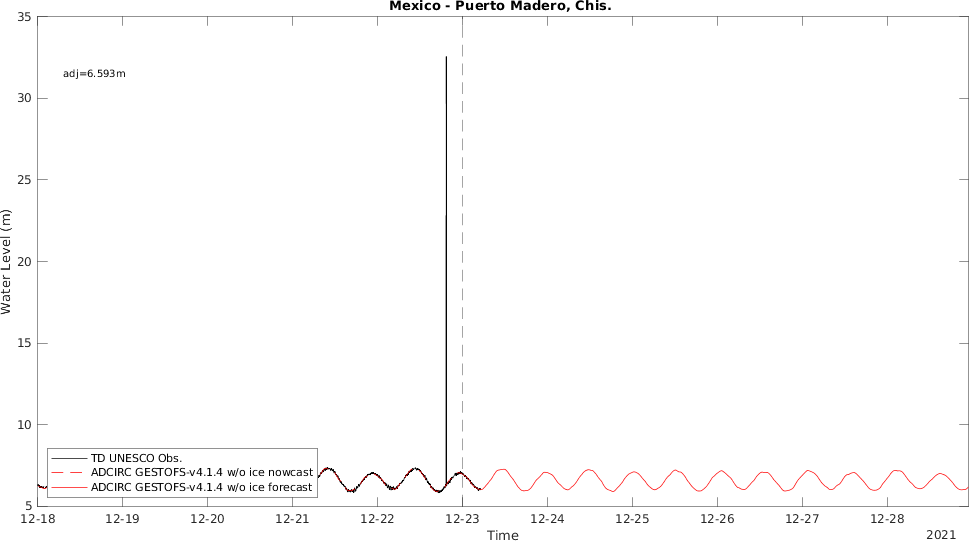 Mexico - Puerto Madero, Chis.
35
adj=6.593m
30
25
20
Water Level (m)
15
10
TD UNESCO Obs.
ADCIRC GESTOFS-v4.1.4 w/o ice nowcast
ADCIRC GESTOFS-v4.1.4 w/o ice forecast
5
12-18 12-19 12-20 12-21 12-22 12-23 12-24 12-25 12-26 12-27 12-28
Time
2021